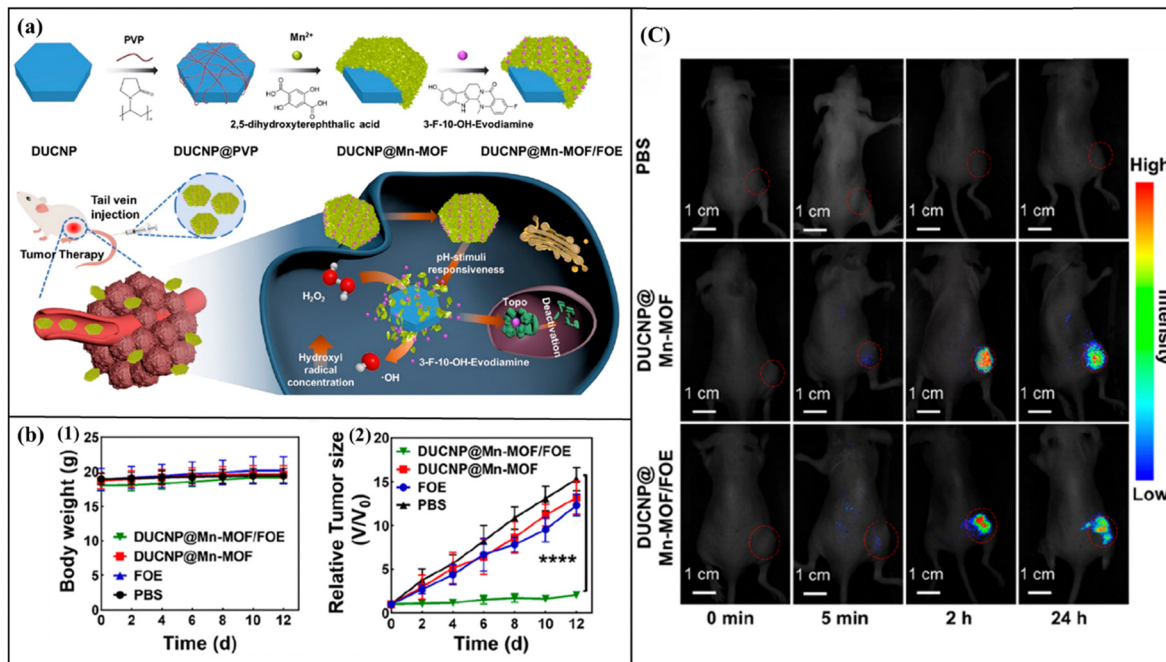 (a)
PVP
Mn²⁺
2,5-dihydroxyterephthalic acid
3-F-10-OH-Evodiamine
DUCNP
DUCNP@PVP
DUCNP@Mn-MOF
DUCNP@Mn-MOF/FOE
Tail vein
injection
Tumor Therapy
pH-stimuli
responsiveness
H₂O₂
Topo
Deactivation
Hydroxyl
radical
concentration
·OH
3-F-10-OH-Evodiamine
(b)
(1)
Body weight (g)
25
20
15
10
5
0
DUCNP@Mn-MOF/FOE
DUCNP@Mn-MOF
FOE
PBS
0 2 4 6 8 10 12
Time (d)
(2)
Relative Tumor size
(V/V₀)
20
15
10
5
0
DUCNP@Mn-MOF/FOE
DUCNP@Mn-MOF
FOE
PBS
****
0 2 4 6 8 10 12
Time (d)
(C)
PBS
1 cm
1 cm
1 cm
1 cm
DUCNP@
Mn-MOF
1 cm
1 cm
1 cm
1 cm
DUCNP@
Mn-MOF/FOE
1 cm
1 cm
1 cm
1 cm
0 min
5 min
2 h
24 h
High
Intensity
Low